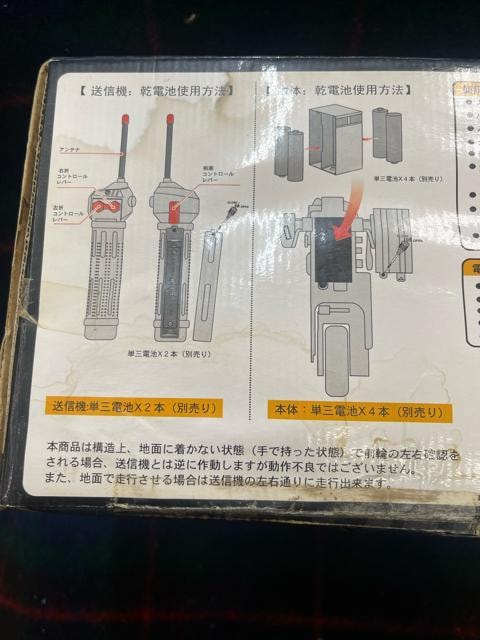 【 送信機：乾電池使用方法】
アンテナ
右折
コントロール
レバー
左折
コントロール
レバー
前進
コントロール
レバー
CLOSE
OPEN
単三電池X２本（別売り）
送信機:単三電池X２本（別売り）
体：乾電池使用方法】
単三電池X４本（別売り）
OPEN
本体：単三電池X４本（別売り）
本商品は構造上、地面に着かない状態（手で持った状態）で前輪の左右確認を
される場合、送信機とは逆に作動しますが動作不良ではございません。
また、地面で走行させる場合は送信機の左右通りに走行出来ます。